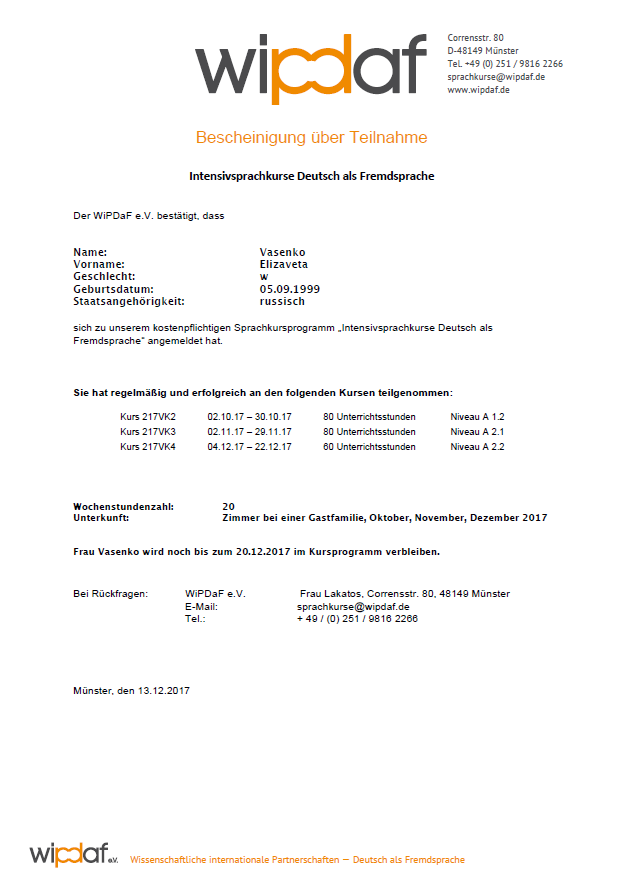 wipdaf
Corrensstr. 80
D-48149 Münster
Tel. +49 (0) 251 / 9816 2266
sprachkurse@wipdaf.de
www.wipdaf.de
Bescheinigung über Teilnahme
Intensivsprachkurse Deutsch als Fremdsprache
Der WiPDaF e.V. bestätigt, dass
Name: Vasenko
Vorname: Elizaveta
Geschlecht: w
Geburtsdatum: 05.09.1999
Staatsangehörigkeit: russisch
sich zu unserem kostenpflichtigen Sprachkursprogramm „Intensivsprachkurse Deutsch als
Fremdsprache“ angemeldet hat.
Sie hat regelmäßig und erfolgreich an den folgenden Kursen teilgenommen:
Kurs 217VK2 02.10.17 – 30.10.17 80 Unterrichtsstunden Niveau A 1.2
Kurs 217VK3 02.11.17 – 29.11.17 80 Unterrichtsstunden Niveau A 2.1
Kurs 217VK4 04.12.17 – 22.12.17 60 Unterrichtsstunden Niveau A 2.2
Wochenstundenzahl: 20
Unterkunft: Zimmer bei einer Gastfamilie, Oktober, November, Dezember 2017
Frau Vasenko wird noch bis zum 20.12.2017 im Kursprogramm verbleiben.
Bei Rückfragen: WiPDaF e.V. Frau Lakatos, Corrensstr. 80, 48149 Münster
E-Mail: sprachkurse@wipdaf.de
Tel.: + 49 / (0) 251 / 9816 2266
Münster, den 13.12.2017
wipdaf e.V. Wissenschaftliche internationale Partnerschaften — Deutsch als Fremdsprache